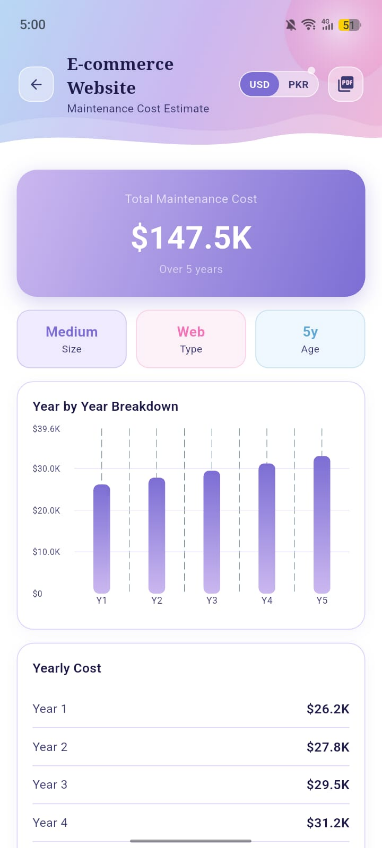 5:00
4G
51
E-commerce
Website
Maintenance Cost Estimate
USD
PKR
PDF
Total Maintenance Cost
$147.5K
Over 5 years
Medium
Size
Web
Type
5y
Age
Year by Year Breakdown
$39.6K
$30.0K
$20.0K
$10.0K
$0
Y1 Y2 Y3 Y4 Y5
Yearly Cost
Year 1 $26.2K
Year 2 $27.8K
Year 3 $29.5K
Year 4 $31.2K